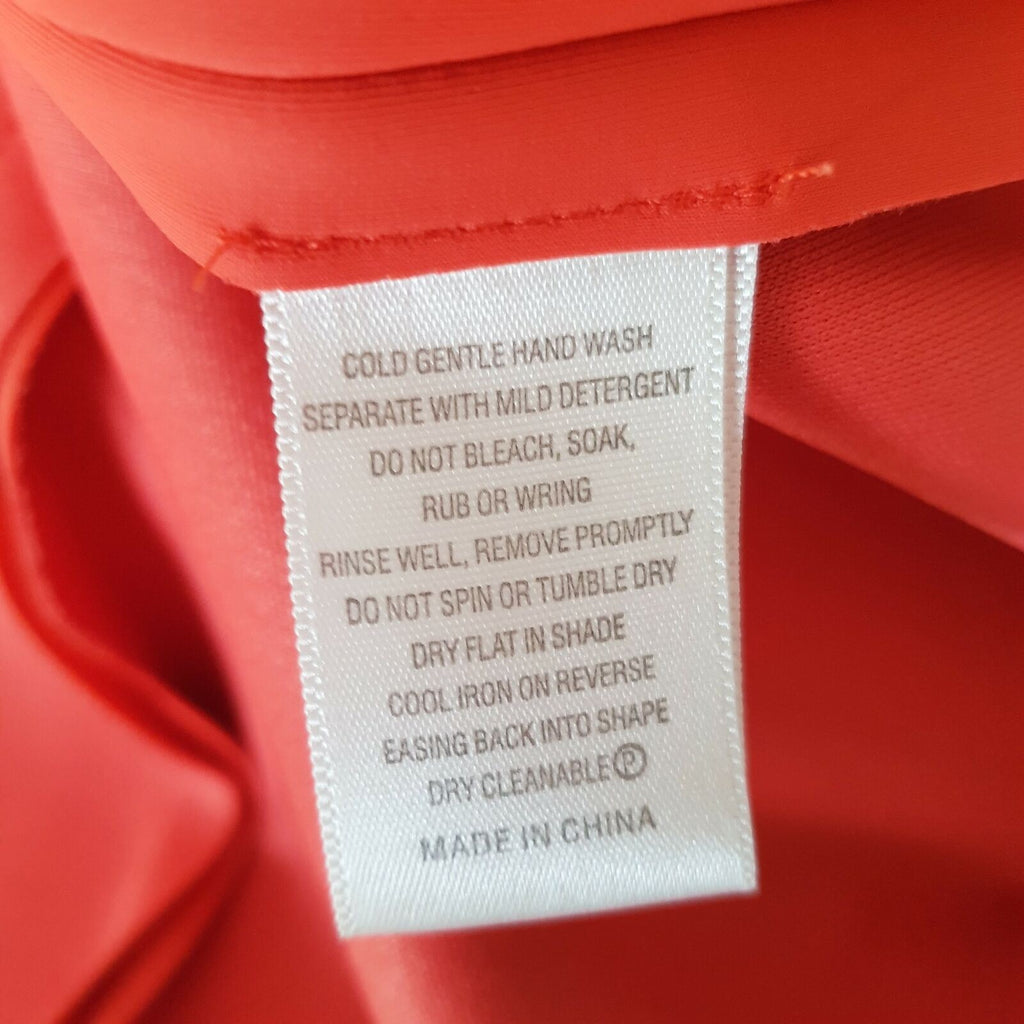 COLD GENTLE HAND WASH
SEPARATE WITH MILD DETERGENT
DO NOT BLEACH, SOAK,
RUB OR WRING
RINSE WELL, REMOVE PROMPTLY
DO NOT SPIN OR TUMBLE DRY
DRY FLAT IN SHADE
COOL IRON ON REVERSE
EASING BACK INTO SHAPE
DRY CLEANABLE Ⓟ
MADE IN CHINA